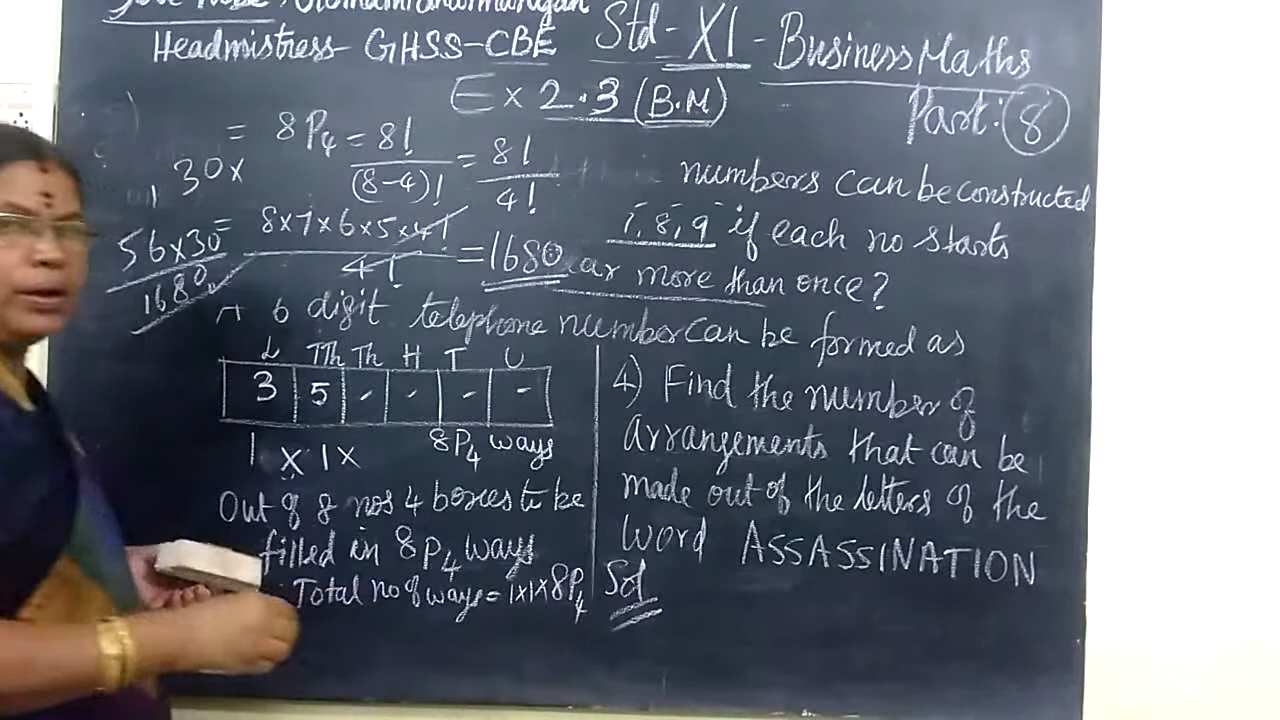 Headmistress GHSS-CBE Std - XI - Business Maths
Ex 2.3 (B.M) Part: 8
= 8P4 = 8! / (8-4)! = 8! / 4!
30x
= 8x7x6x5x4! / 4! = 1680
56x30
1680
numbers can be constructed
7, 8, 9 if each no starts
more than once?
6 digit telephone number can be formed as
L TTh Th H T U
3 5 - - - -
1 x 1 x 8P4 ways
Out of 8 nos 4 boxes to be
filled in 8P4 ways
Total no of ways = 1x1x8P4
4) Find the number of
arrangements that can be
made out of the letters of the
word ASSASSINATION
Sol